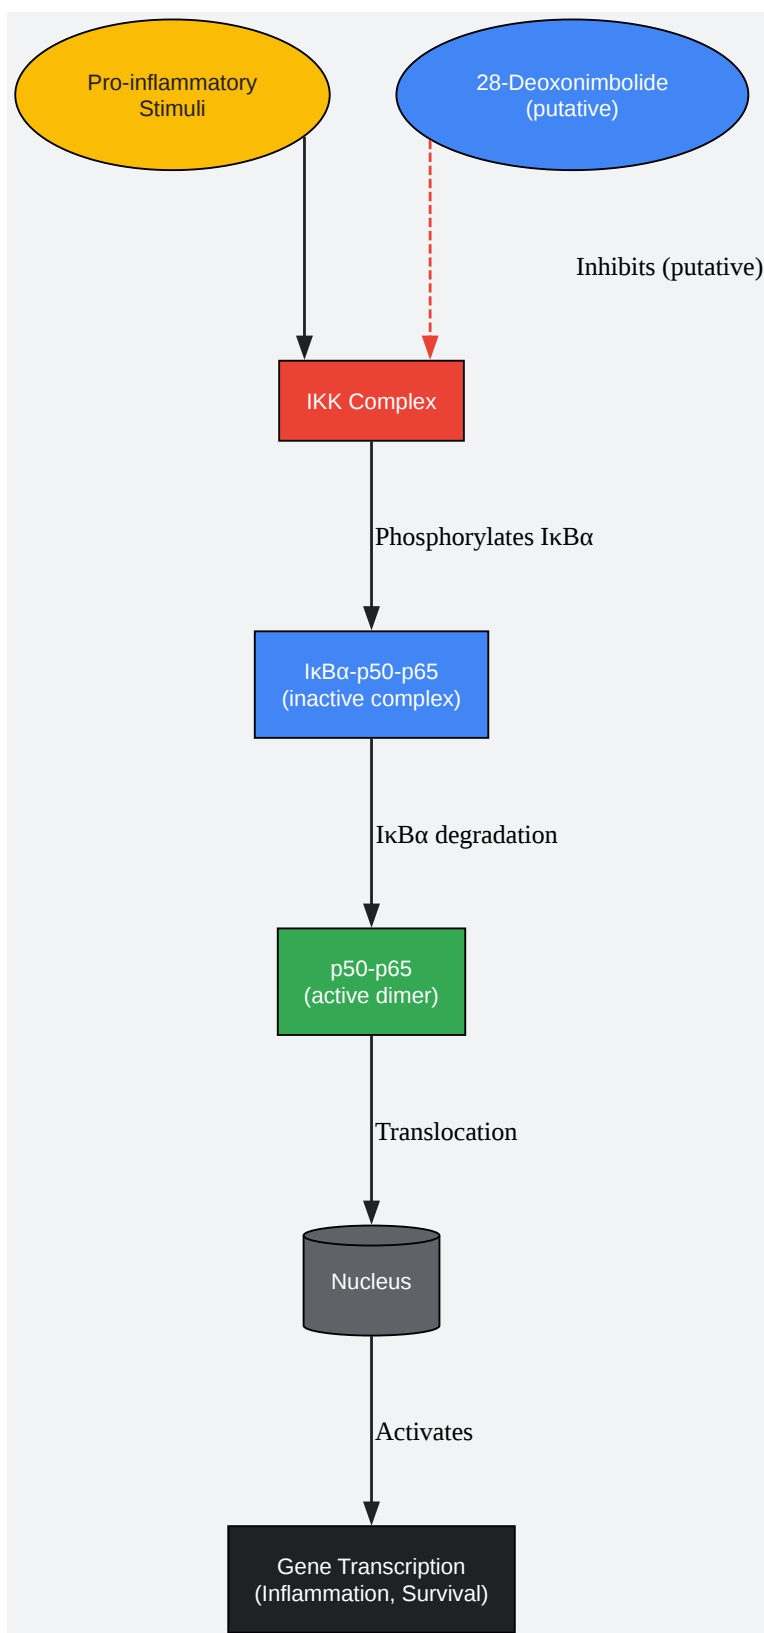 Pro-inflammatory
Stimuli
28-Deoxonimbolide
(putative)
Inhibits (putative)
IKK Complex
Phosphorylates IκBα
IκBα-p50-p65
(inactive complex)
IκBα degradation
p50-p65
(active dimer)
Translocation
Nucleus
Activates
Gene Transcription
(Inflammation, Survival)